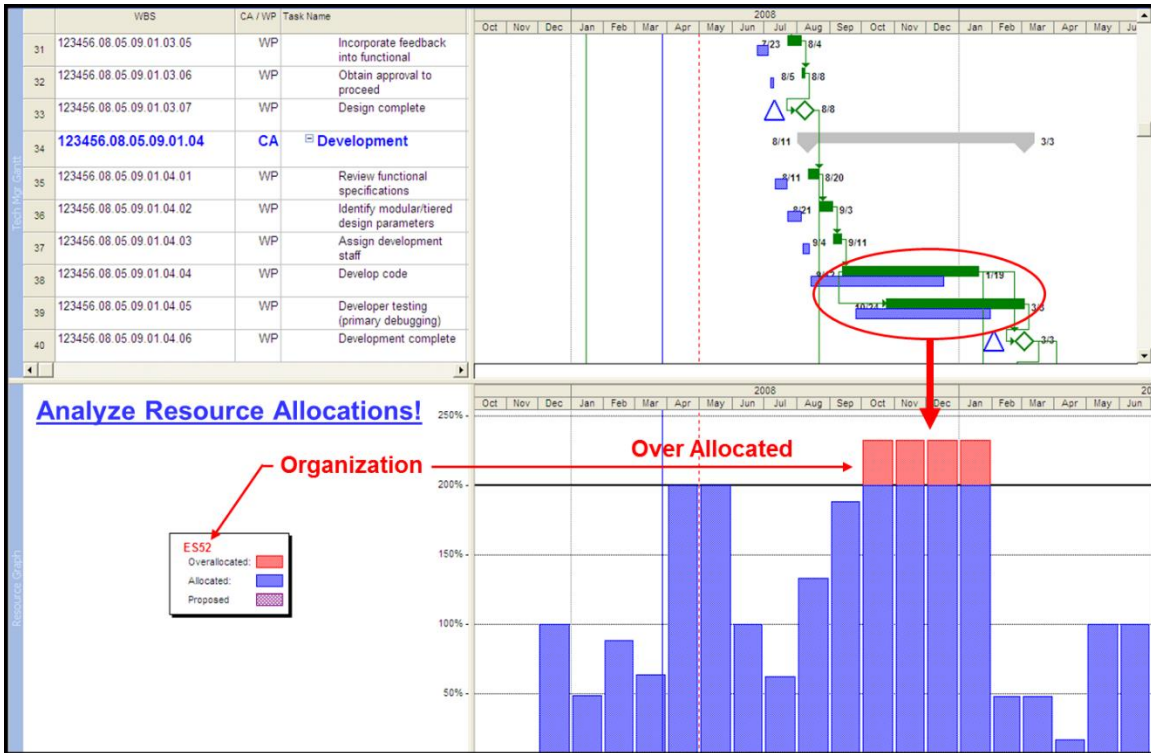 WBS CA / WP Task Name
2008
Oct Nov Dec Jan Feb Mar Apr May Jun Jul Aug Sep Oct Nov Dec Jan Feb Mar Apr May Ju
31 123456.08.05.09.01.03.05 WP Incorporate feedback
into functional
7/23 8/4
32 123456.08.05.09.01.03.06 WP Obtain approval to
proceed
8/5 8/8
33 123456.08.05.09.01.03.07 WP Design complete
8/8
34 123456.08.05.09.01.04 CA Development
8/11 3/3
35 123456.08.05.09.01.04.01 WP Review functional
specifications
8/11 8/20
36 123456.08.05.09.01.04.02 WP Identify modular/tiered
design parameters
8/21 9/3
37 123456.08.05.09.01.04.03 WP Assign development
staff
9/4 9/11
38 123456.08.05.09.01.04.04 WP Develop code
9/12 1/19
39 123456.08.05.09.01.04.05 WP Developer testing
(primary debugging)
10/24 3/3
40 123456.08.05.09.01.04.06 WP Development complete
3/3
Tech Mgr Gantt
2008 20
Oct Nov Dec Jan Feb Mar Apr May Jun Jul Aug Sep Oct Nov Dec Jan Feb Mar Apr May Jun
Analyze Resource Allocations!
250%
Over Allocated
Organization
200%
ES52
Overallocated:
Allocated:
Proposed
150%
100%
50%
Resource Graph